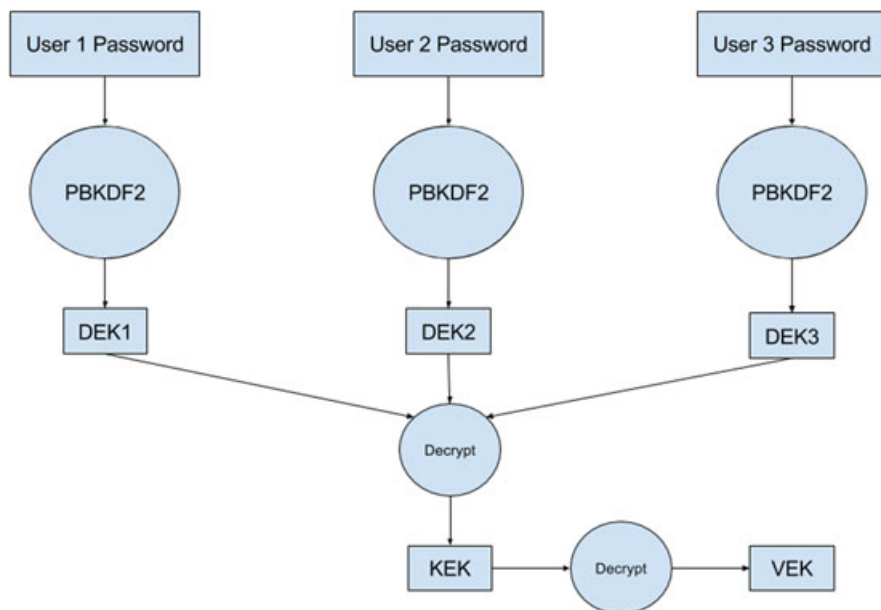 User 1 Password
User 2 Password
User 3 Password
PBKDF2
PBKDF2
PBKDF2
DEK1
DEK2
DEK3
Decrypt
KEK
Decrypt
VEK